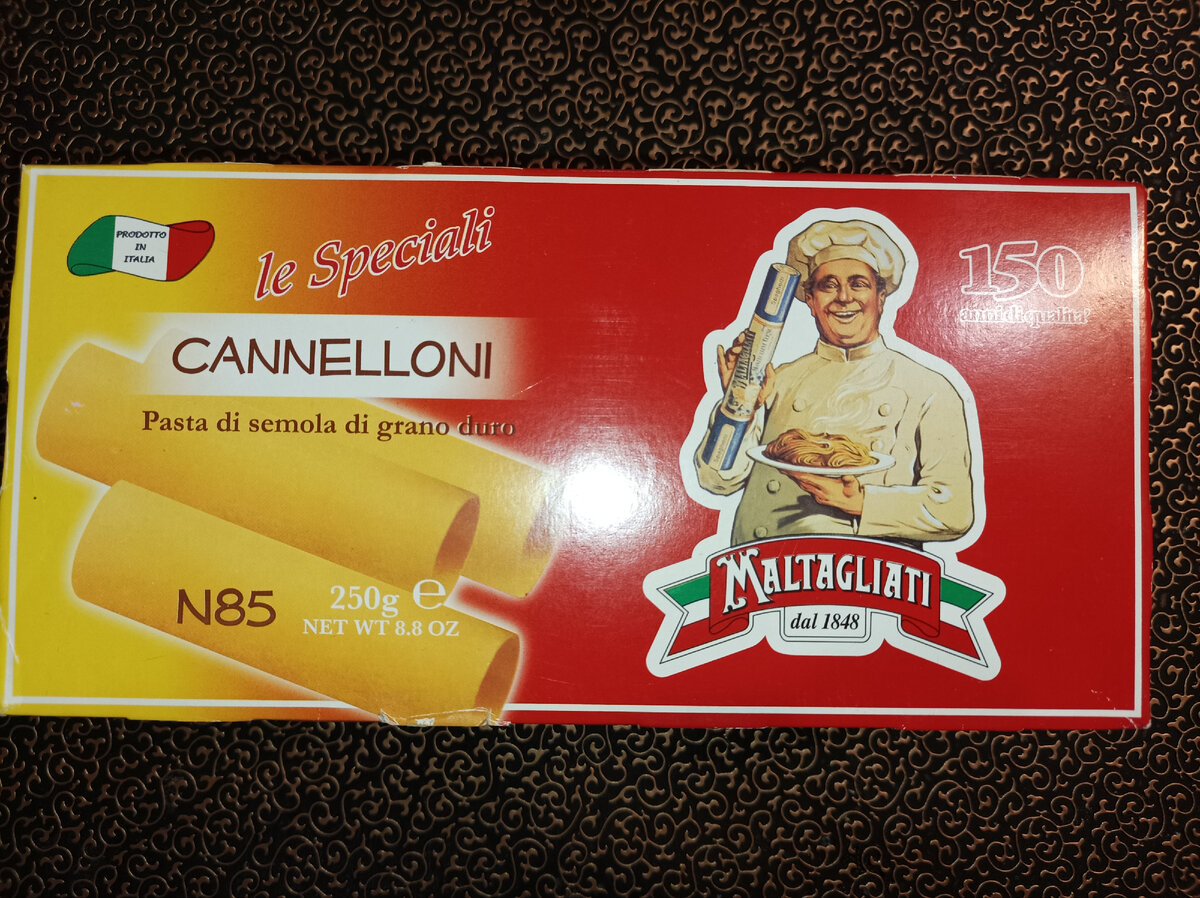 PRODOTTO
IN
ITALIA
le Speciali
CANNELLONI
Pasta di semola di grano duro
N85
250g e
NET WT 8.8 OZ
150
anni di qualita'
MALTAGLIATI
dal 1848